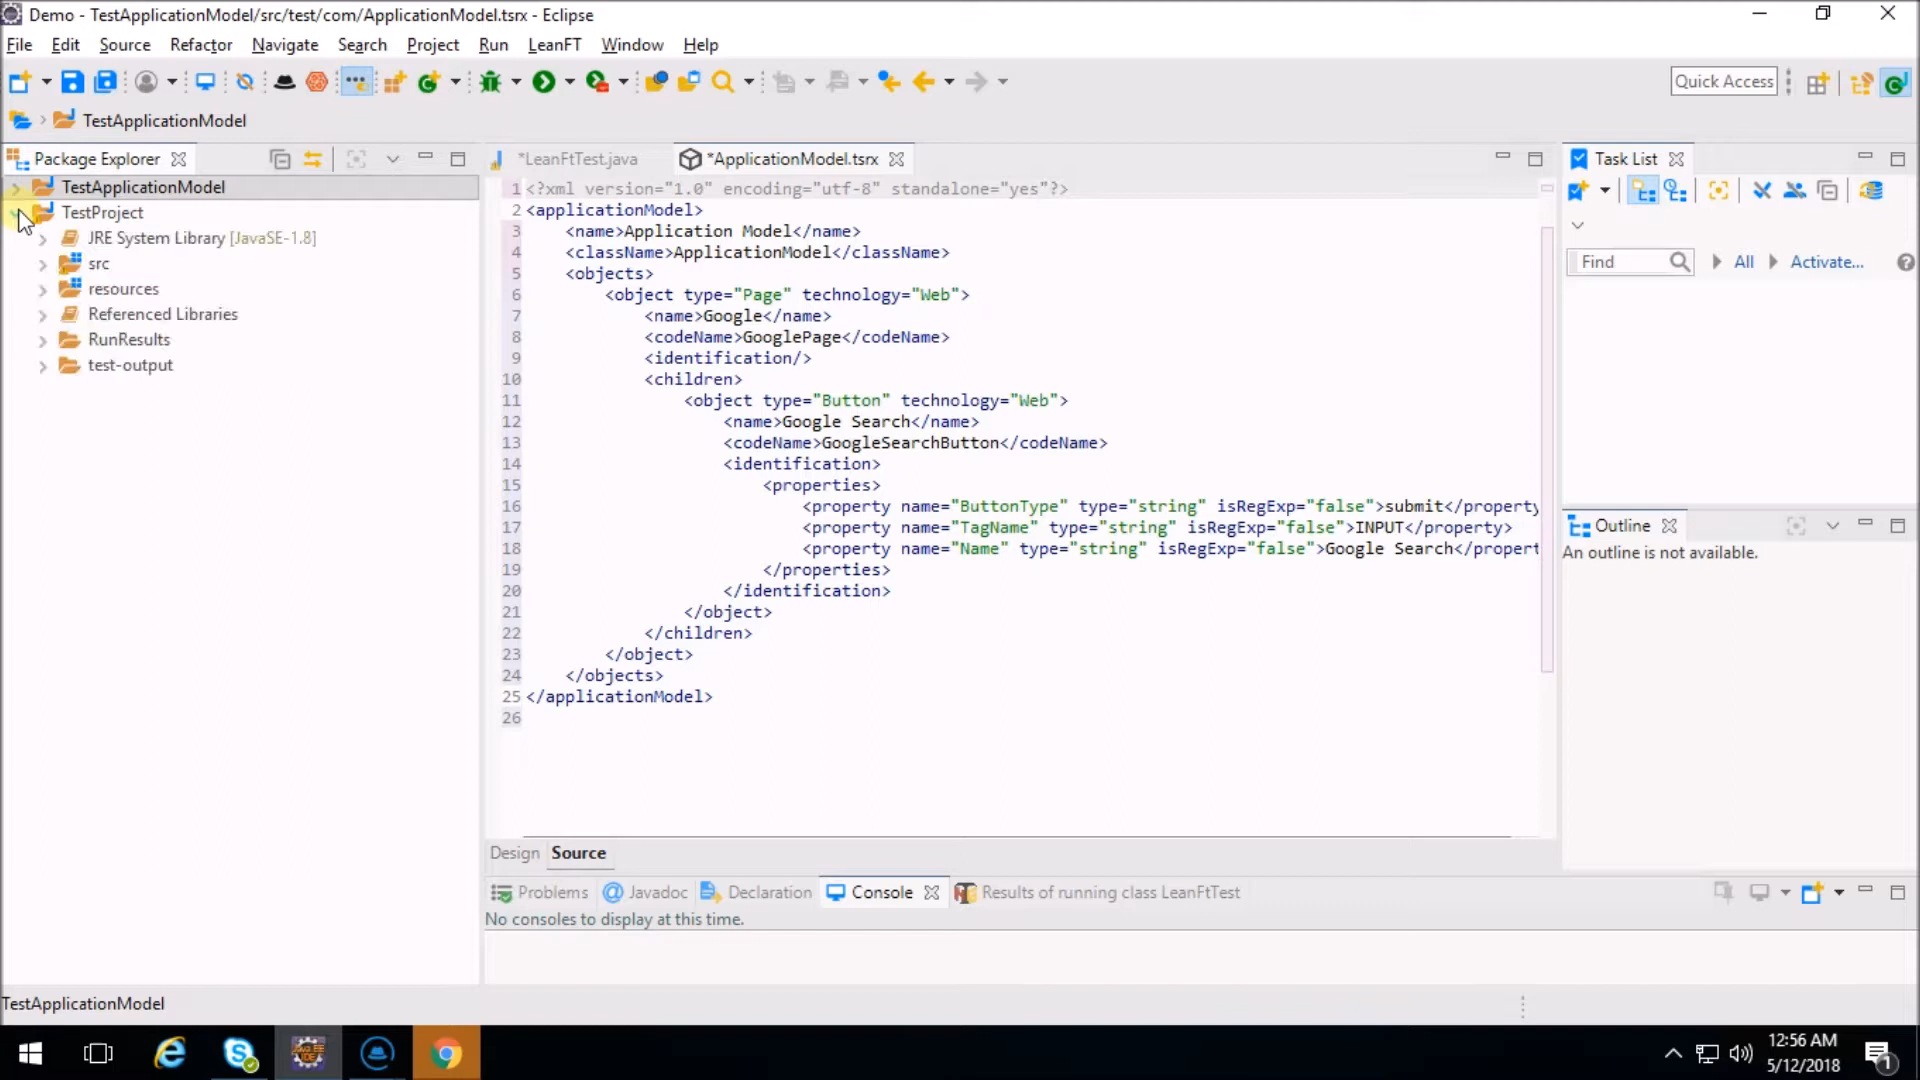 Demo - TestApplicationModel/src/test/com/ApplicationModel.tsrx - Eclipse
File Edit Source Refactor Navigate Search Project Run LeanFT Window Help
Quick Access
TestApplicationModel
Package Explorer
TestApplicationModel
TestProject
JRE System Library [JavaSE-1.8]
src
resources
Referenced Libraries
RunResults
test-output
*LeanFtTest.java *ApplicationModel.tsrx
1 <?xml version="1.0" encoding="utf-8" standalone="yes"?>
2 <applicationModel>
3 <name>Application Model</name>
4 <className>ApplicationModel</className>
5 <objects>
6 <object type="Page" technology="Web">
7 <name>Google</name>
8 <codeName>GooglePage</codeName>
9 <identification/>
10 <children>
11 <object type="Button" technology="Web">
12 <name>Google Search</name>
13 <codeName>GoogleSearchButton</codeName>
14 <identification>
15 <properties>
16 <property name="ButtonType" type="string" isRegExp="false">submit</property
17 <property name="TagName" type="string" isRegExp="false">INPUT</property>
18 <property name="Name" type="string" isRegExp="false">Google Search</propert
19 </properties>
20 </identification>
21 </object>
22 </children>
23 </object>
24 </objects>
25 </applicationModel>
26
Design Source
Task List
Find All Activate...
Outline
An outline is not available.
Problems Javadoc Declaration Console Results of running class LeanFtTest
No consoles to display at this time.
TestApplicationModel
12:56 AM
5/12/2018
1